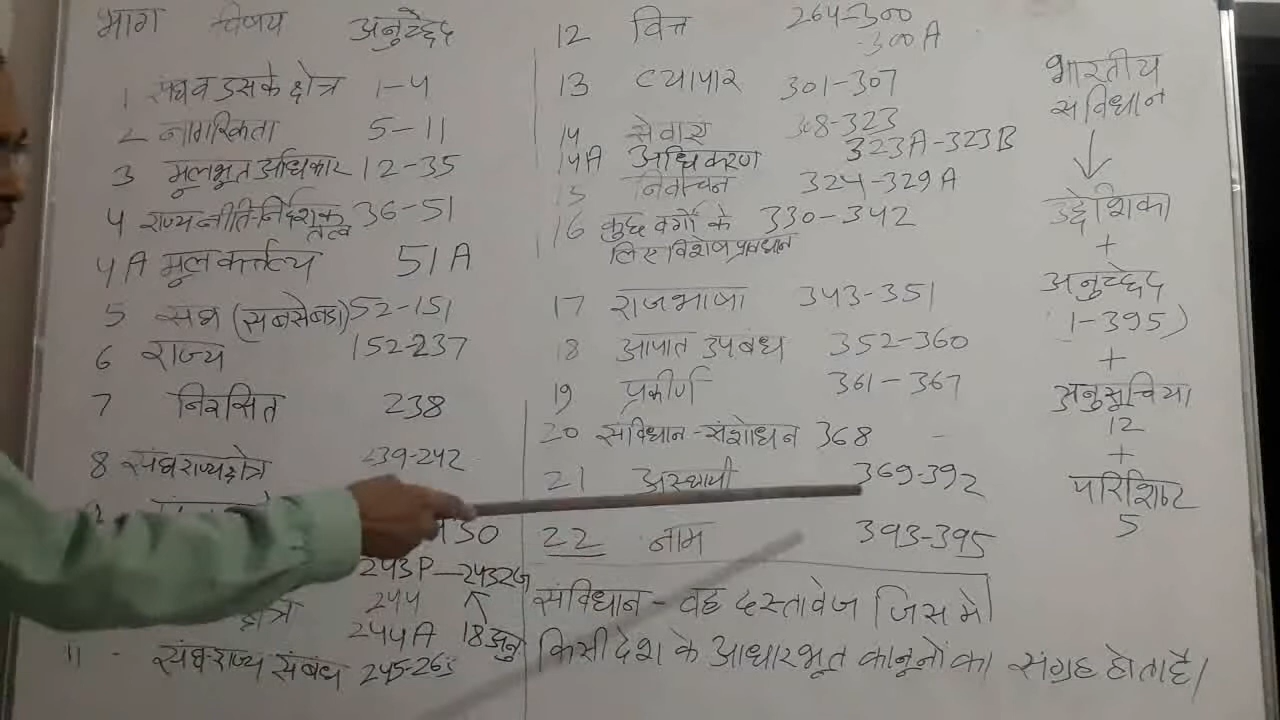 भाग विषय अनुच्छेद
1 संघ व उसके क्षेत्र 1-4
2 नागरिकता 5-11
3 मूलभूत अधिकार 12-35
4 राज्य नीति-निर्देशक तत्व 36-51
4A मूल कर्त्तव्य 51A
5 संघ (सबसे बड़ा) 52-151
6 राज्य 152-237
7 निरसित 238
8 संघ राज्य क्षेत्र 239-242
243P-243ZG
244
244A 18 अनु
11 संघ-राज्य संबंध 245-263
12 वित्त 264-300
300A
13 व्यापार 301-307
14 सेवाएं 308-323
14A अधिकरण 323A-323B
15 निर्वाचन 324-329A
16 कुछ वर्गों के 330-342
लिए विशेष प्रावधान
17 राजभाषा 343-351
18 आपात उपबंध 352-360
19 प्रकीर्ण 361-367
20 संविधान-संशोधन 368
21 अस्थायी 369-392
22 नाम 393-395
संविधान - वह दस्तावेज जिस मे
किसी देश के आधारभूत कानूनों का संग्रह होता है।
भारतीय
संविधान
↓
उद्देशिका
+
अनुच्छेद
1-395)
+
अनुसूचिया
12
+
परिशिष्ट
5